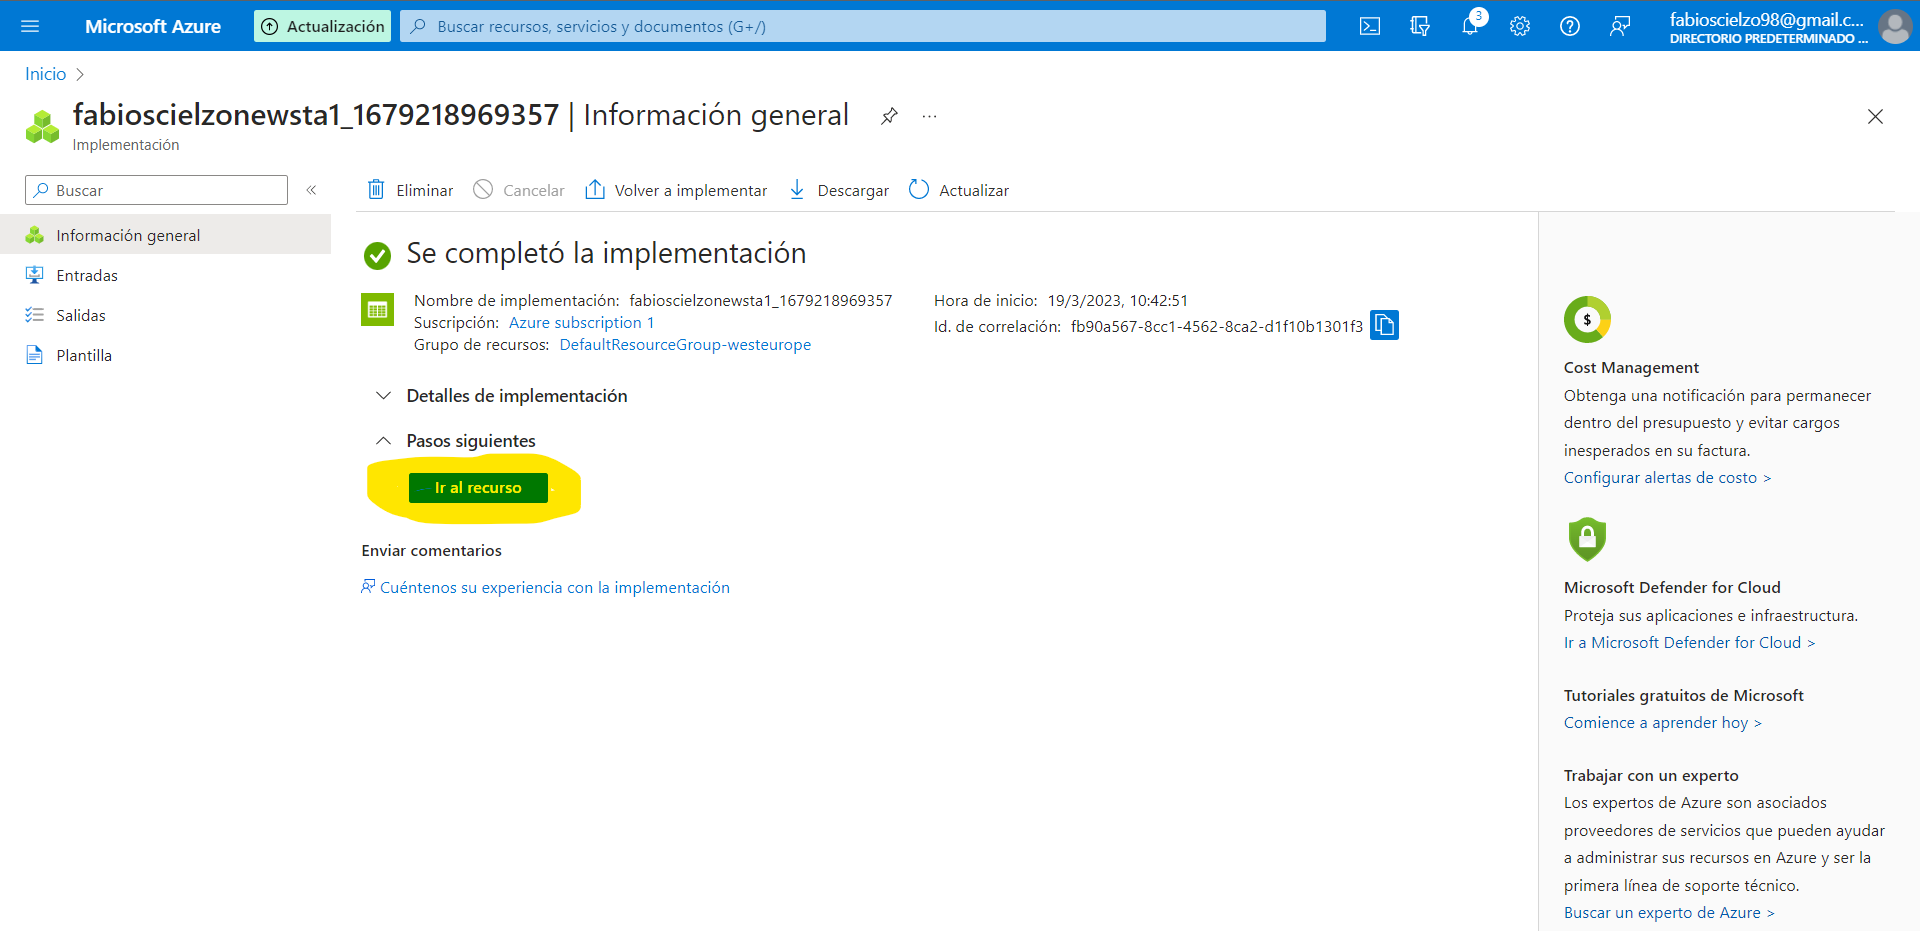 Microsoft Azure
Actualización
Buscar recursos, servicios y documentos (G+/)
3
fabioscielzo98@gmail.c...
DIRECTORIO PREDETERMINADO ...
Inicio
fabioscielzonewsta1_1679218969357 | Información general
Implementación
Buscar
Eliminar
Cancelar
Volver a implementar
Descargar
Actualizar
Información general
Entradas
Salidas
Plantilla
Se completó la implementación
Nombre de implementación: fabioscielzonewsta1_1679218969357
Suscripción: Azure subscription 1
Grupo de recursos: DefaultResourceGroup-westeurope
Hora de inicio: 19/3/2023, 10:42:51
Id. de correlación: fb90a567-8cc1-4562-8ca2-d1f10b1301f3
Detalles de implementación
Pasos siguientes
Ir al recurso
Enviar comentarios
Cuéntenos su experiencia con la implementación
Cost Management
Obtenga una notificación para permanecer
dentro del presupuesto y evitar cargos
inesperados en su factura.
Configurar alertas de costo >
Microsoft Defender for Cloud
Proteja sus aplicaciones e infraestructura.
Ir a Microsoft Defender for Cloud >
Tutoriales gratuitos de Microsoft
Comience a aprender hoy >
Trabajar con un experto
Los expertos de Azure son asociados
proveedores de servicios que pueden ayudar
a administrar sus recursos en Azure y ser la
primera línea de soporte técnico.
Buscar un experto de Azure >